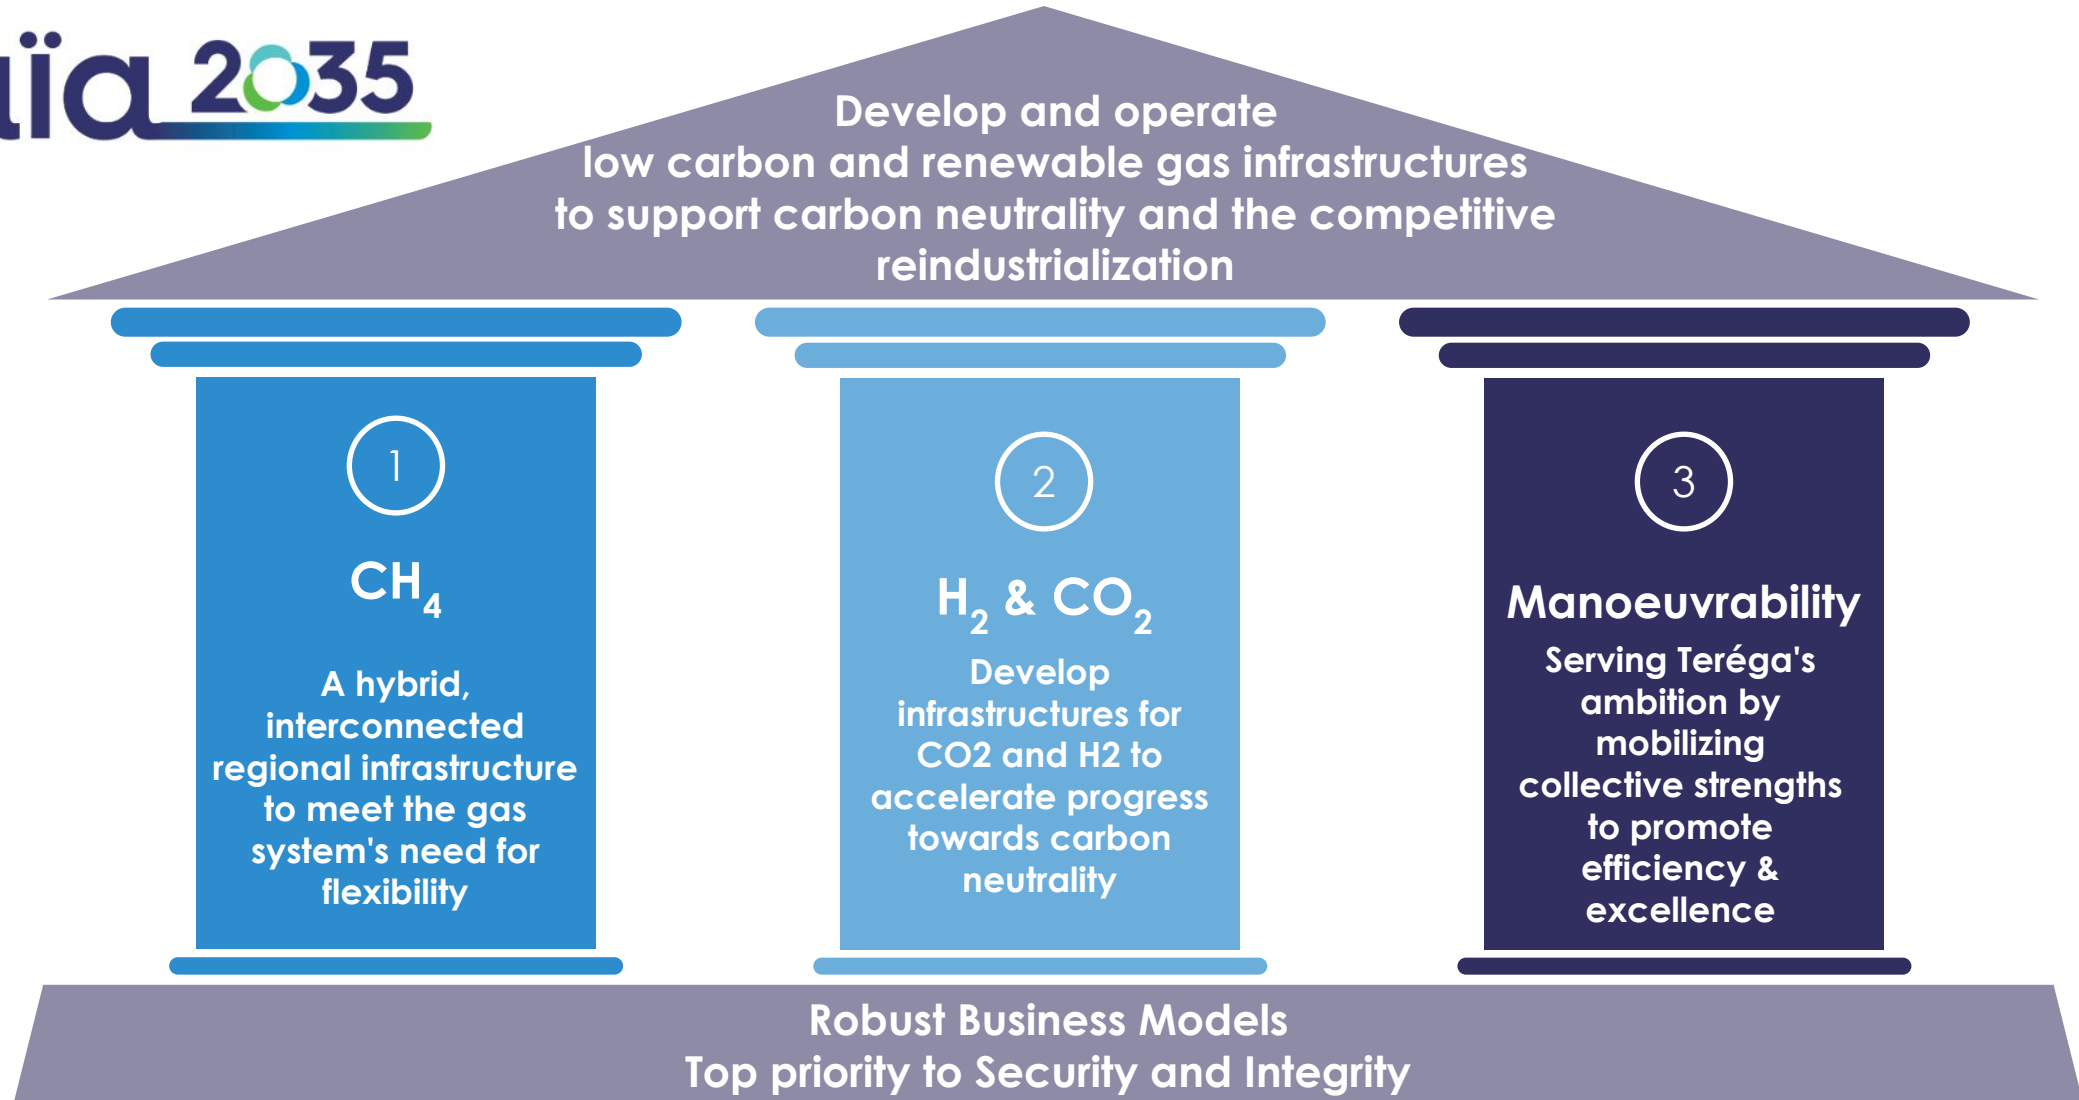 2035
Develop and operate
low carbon and renewable gas infrastructures
to support carbon neutrality and the competitive
reindustrialization
1
CH₄
A hybrid,
interconnected
regional infrastructure
to meet the gas
system's need for
flexibility
2
H₂ & CO₂
Develop
infrastructures for
CO2 and H2 to
accelerate progress
towards carbon
neutrality
3
Manoeuvrability
Serving Teréga's
ambition by
mobilizing
collective strengths
to promote
efficiency &
excellence
Robust Business Models
Top priority to Security and Integrity